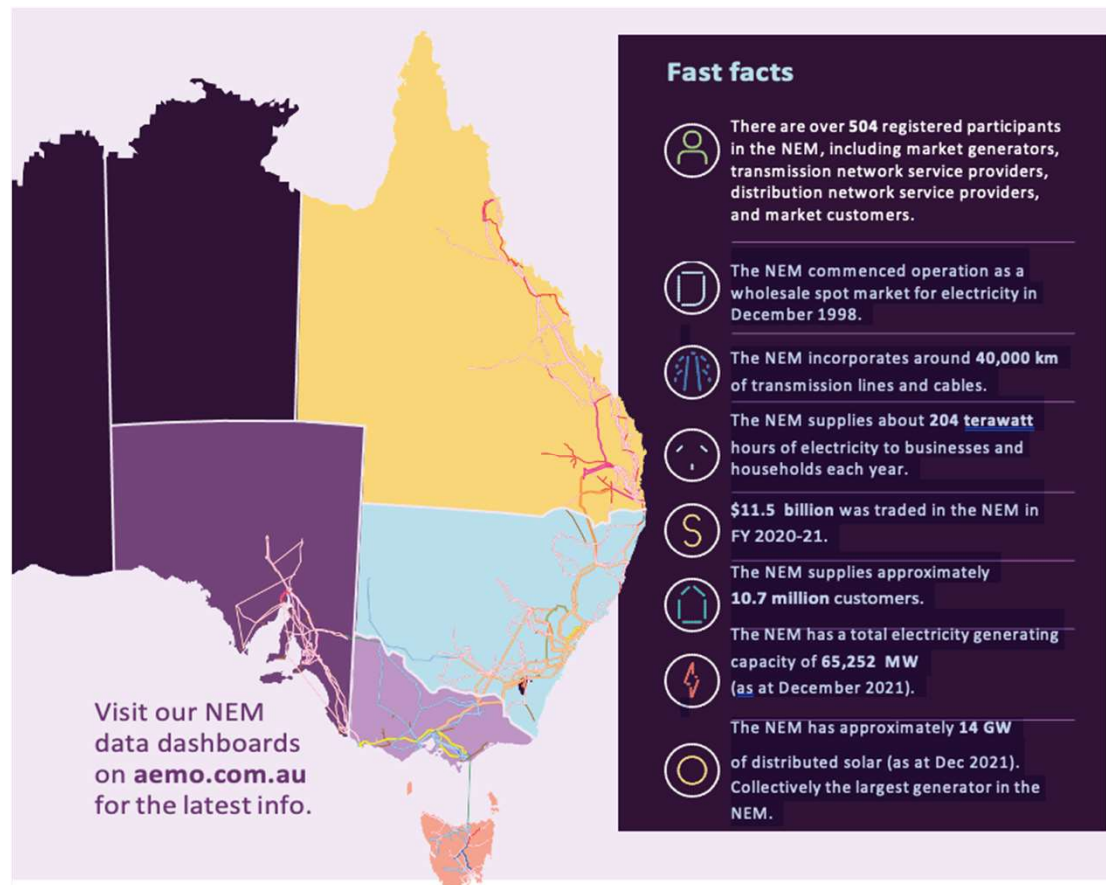 Fast facts
There are over 504 registered participants
in the NEM, including market generators,
transmission network service providers,
distribution network service providers,
and market customers.
The NEM commenced operation as a
wholesale spot market for electricity in
December 1998.
The NEM incorporates around 40,000 km
of transmission lines and cables.
The NEM supplies about 204 terawatt
hours of electricity to businesses and
households each year.
$11.5 billion was traded in the NEM in
FY 2020-21.
The NEM supplies approximately
10.7 million customers.
The NEM has a total electricity generating
capacity of 65,252 MW
(as at December 2021).
The NEM has approximately 14 GW
of distributed solar (as at Dec 2021).
Collectively the largest generator in the
NEM.
Visit our NEM
data dashboards
on aemo.com.au
for the latest info.